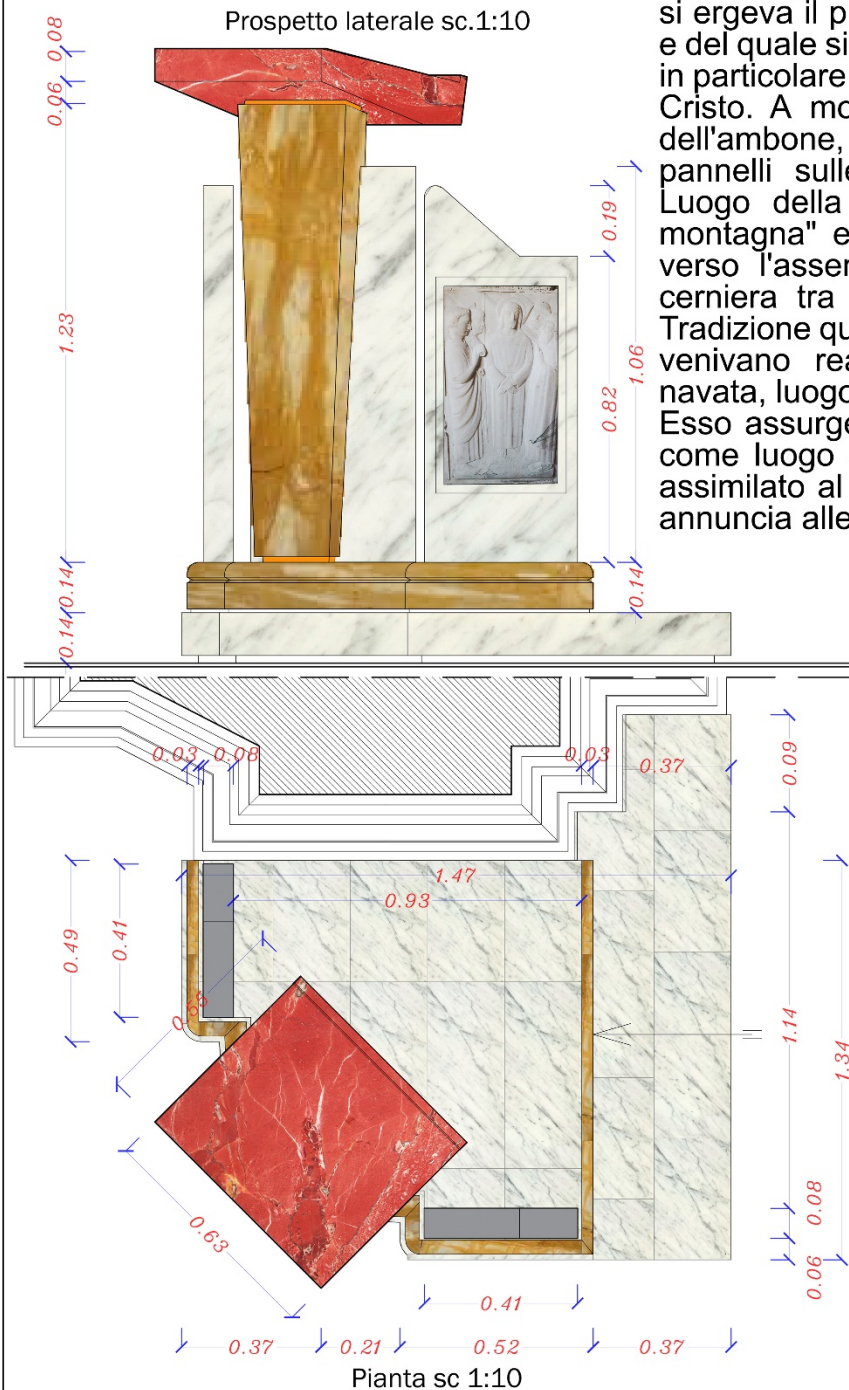 Prospetto laterale sc.1:10
si ergeva il p
e del quale si
in particolare
Cristo. A mo
dell'ambone,
pannelli sulle
Luogo della
montagna" e
verso l'asser
cerniera tra
Tradizione qu
venivano rea
navata, luogo
Esso assurge
come luogo
assimilato al
annuncia alle
0.08
0.06
1.23
0.14
0.14
0.19
0.82
1.06
0.14
0.03 0.08 0.03 0.37
0.09
1.47
0.93
0.49
0.41
0.55
1.14
1.34
0.63
0.08
0.06
0.41
0.37 0.21 0.52 0.37
Pianta sc 1:10